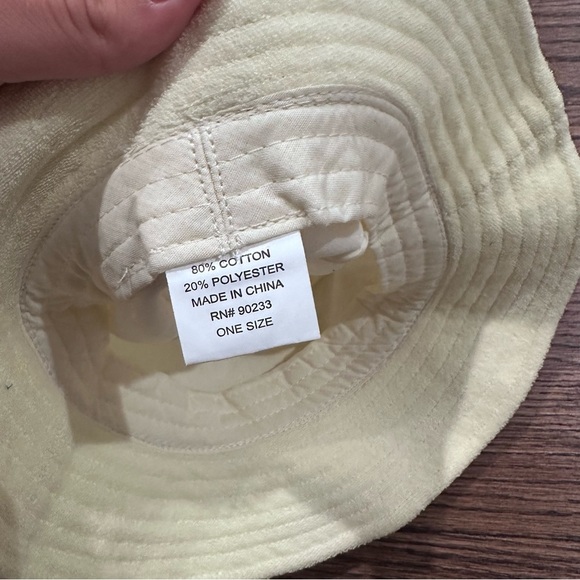 80% COTTON
20% POLYESTER
MADE IN CHINA
RN# 90233
ONE SIZE